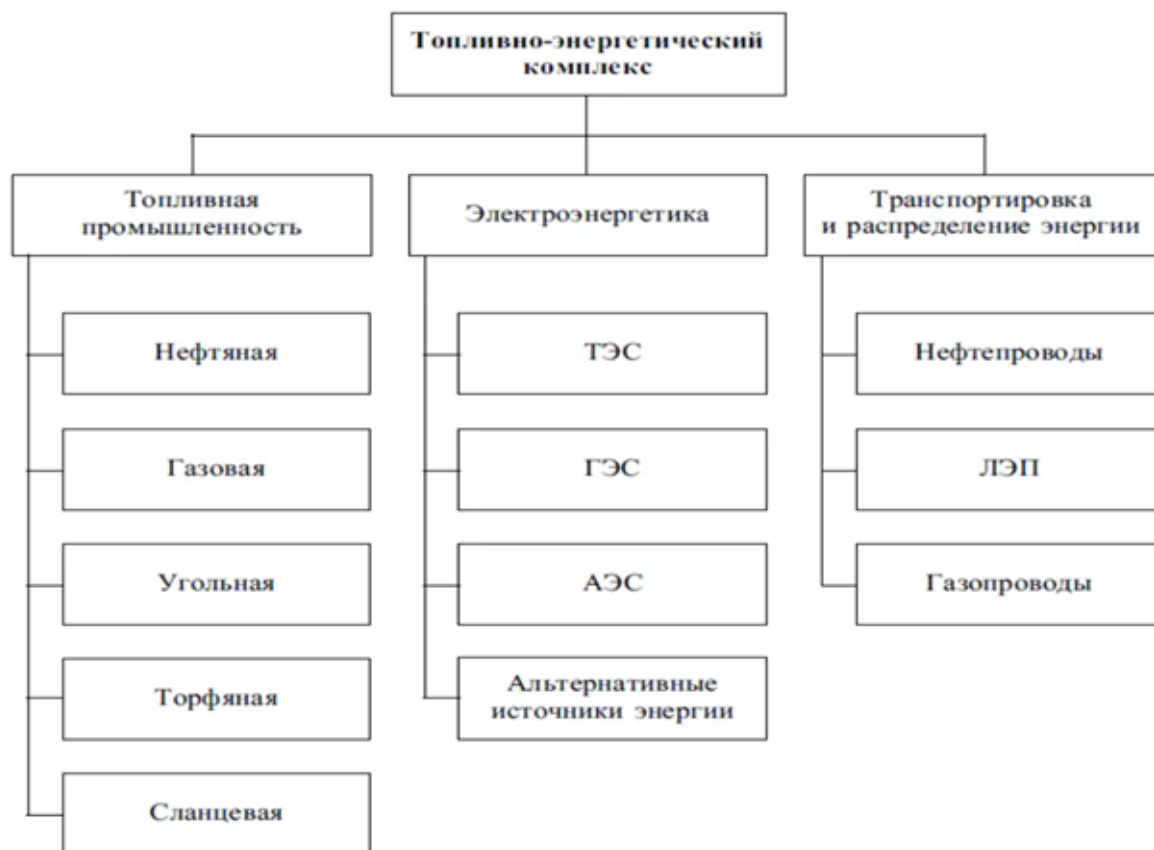 Топливно-энергетический
комплекс
Топливная
промышленность
Электроэнергетика
Транспортировка
и распределение энергии
Нефтяная
ТЭС
Нефтепроводы
Газовая
ГЭС
ЛЭП
Угольная
АЭС
Газопроводы
Торфяная
Альтернативные
источники энергии
Сланцевая